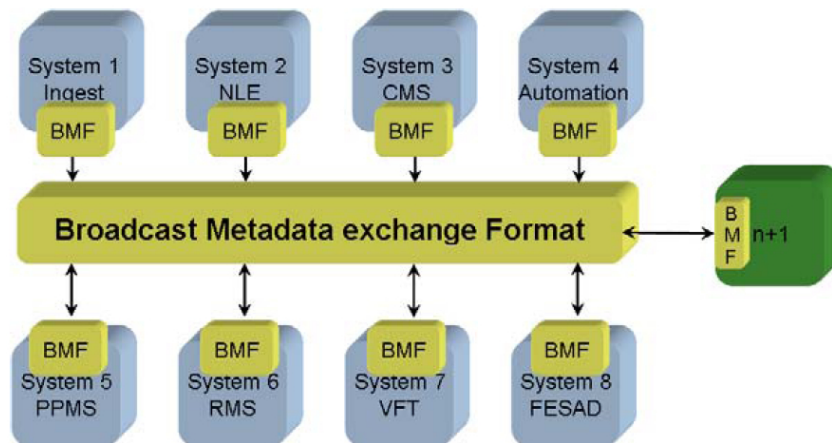 System 1
Ingest
BMF
System 2
NLE
BMF
System 3
CMS
BMF
System 4
Automation
BMF
Broadcast Metadata exchange Format
B
M
F
n+1
BMF
System 5
PPMS
BMF
System 6
RMS
BMF
System 7
VFT
BMF
System 8
FESAD